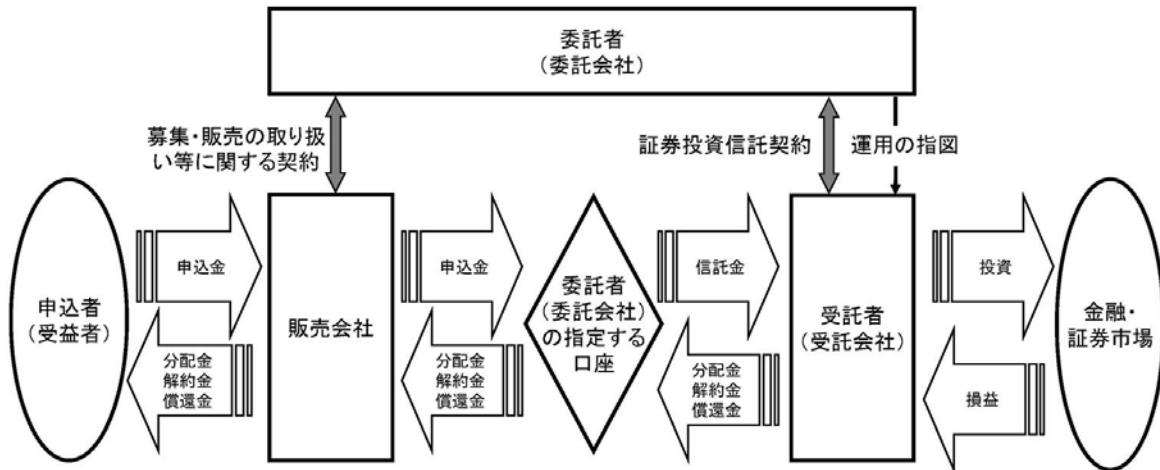 委託者
(委託会社)
募集・販売の取り扱
い等に関する契約
証券投資信託契約
運用の指図
申込者
(受益者)
申込金
分配金
解約金
償還金
販売会社
申込金
分配金
解約金
償還金
委託者
(委託会社)
の指定する
口座
信託金
分配金
解約金
償還金
受託者
(受託会社)
投資
損益
金融・
証券市場